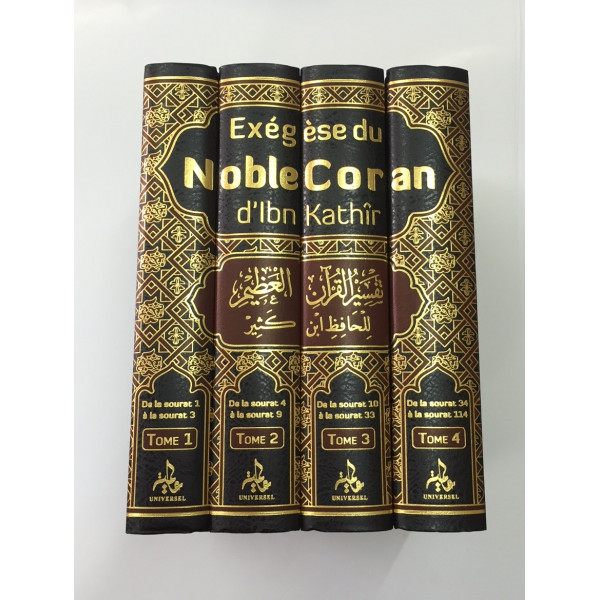 Exégèse du
Noble Coran
d'Ibn Kathîr
تفسير القرآن العظيم
للحافظ ابن كثير
De la sourat 1
à la sourat 3
TOME 1
UNIVERSEL
De la sourat 4
à la sourat 9
TOME 2
UNIVERSEL
De la sourat 10
à la sourat 33
TOME 3
UNIVERSEL
De la sourat 34
à la sourat 114
TOME 4
UNIVERSEL